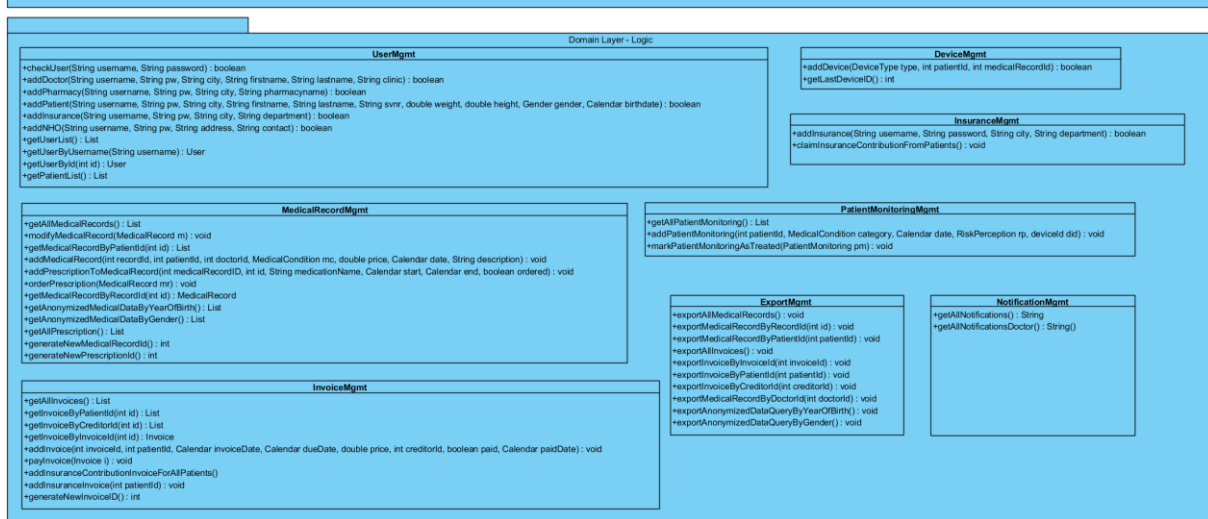 Domain Layer - Logic
UserMgmt
+checkUser(String username, String password) : boolean
+addDoctor(String username, String pw, String city, String firstname, String lastname, String clinic) : boolean
+addPharmacy(String username, String pw, String city, String pharmacyname) : boolean
+addPatient(String username, String pw, String city, String firstname, String lastname, String svnr, double weight, double height, Gender gender, Calendar birthdate) : boolean
+addInsurance(String username, String pw, String city, String department) : boolean
+addNHO(String username, String pw, String address, String contact) : boolean
+getUserList() : List
+getUserByUsername(String username) : User
+getUserById(int id) : User
+getPatientList() : List
DeviceMgmt
+addDevice(DeviceType type, int patientId, int medicalRecordId) : boolean
+getLastDeviceID() : int
InsuranceMgmt
+addInsurance(String username, String password, String city, String department) : boolean
+claimInsuranceContributionFromPatients() : void
MedicalRecordMgmt
+getAllMedicalRecords() : List
+modifyMedicalRecord(MedicalRecord m) : void
+getMedicalRecordByPatientId(int id) : List
+addMedicalRecord(int recordId, int patientId, int doctorId, MedicalCondition mc, double price, Calendar date, String description) : void
+addPrescriptionToMedicalRecord(int medicalRecordID, int id, String medicationName, Calendar start, Calendar end, boolean ordered) : void
+orderPrescription(MedicalRecord mr) : void
+getMedicalRecordByRecordId(int id) : MedicalRecord
+getAnonymizedMedicalDataByYearOfBirth() : List
+getAnonymizedMedicalDataByGender() : List
+getAllPrescription() : List
+generateNewMedicalRecordId() : int
+generateNewPrescriptionId() : int
PatientMonitoringMgmt
+getAllPatientMonitoring() : List
+addPatientMonitoring(int patientId, MedicalCondition category, Calendar date, RiskPerception rp, deviceId did) : void
+markPatientMonitoringAsTreated(PatientMonitoring pm) : void
ExportMgmt
+exportAllMedicalRecords() : void
+exportMedicalRecordByRecordId(int id) : void
+exportMedicalRecordByPatientId(int patientId) : void
+exportAllInvoices() : void
+exportInvoiceByInvoiceId(int invoiceId) : void
+exportInvoiceByPatientId(int patientId) : void
+exportInvoiceByCreditorId(int creditorId) : void
+exportMedicalRecordByDoctorId(int doctorId) : void
+exportAnonymizedDataQueryByYearOfBirth() : void
+exportAnonymizedDataQueryByGender() : void
NotificationMgmt
+getAllNotifications() : String
+getAllNotificationsDoctor() : String()
InvoiceMgmt
+getAllInvoices() : List
+getInvoiceByPatientId(int id) : List
+getInvoiceByCreditorId(int id) : List
+getInvoiceByInvoiceId(int id) : Invoice
+addInvoice(int invoiceId, int patientId, Calendar invoiceDate, Calendar dueDate, double price, int creditorId, boolean paid, Calendar paidDate) : void
+payInvoice(Invoice i) : void
+addInsuranceContributionInvoiceForAllPatients()
+addInsuranceInvoice(int patientId) : void
+generateNewInvoiceID() : int